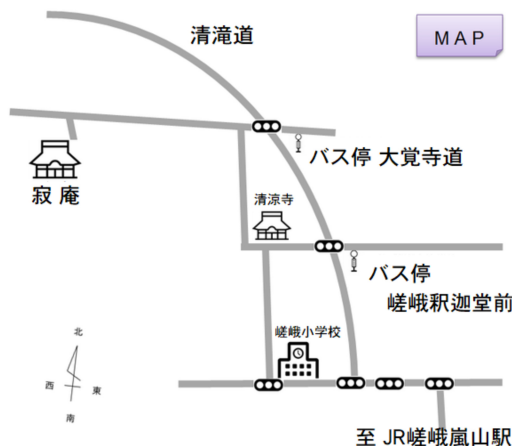 清滝道
MAP
バス停 大覚寺道
寂庵
清涼寺
バス停
嵯峨釈迦堂前
嵯峨小学校
北
西 東
南
至 JR嵯峨嵐山駅